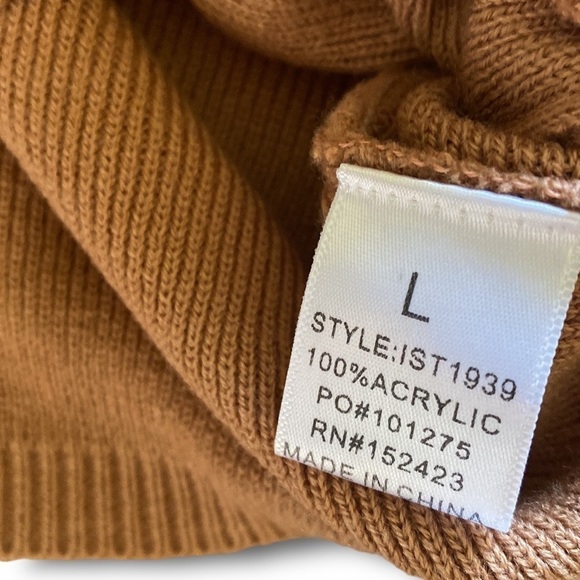 L
STYLE:IST1939
100%ACRYLIC
PO#101275
RN#152423
MADE IN CHINA